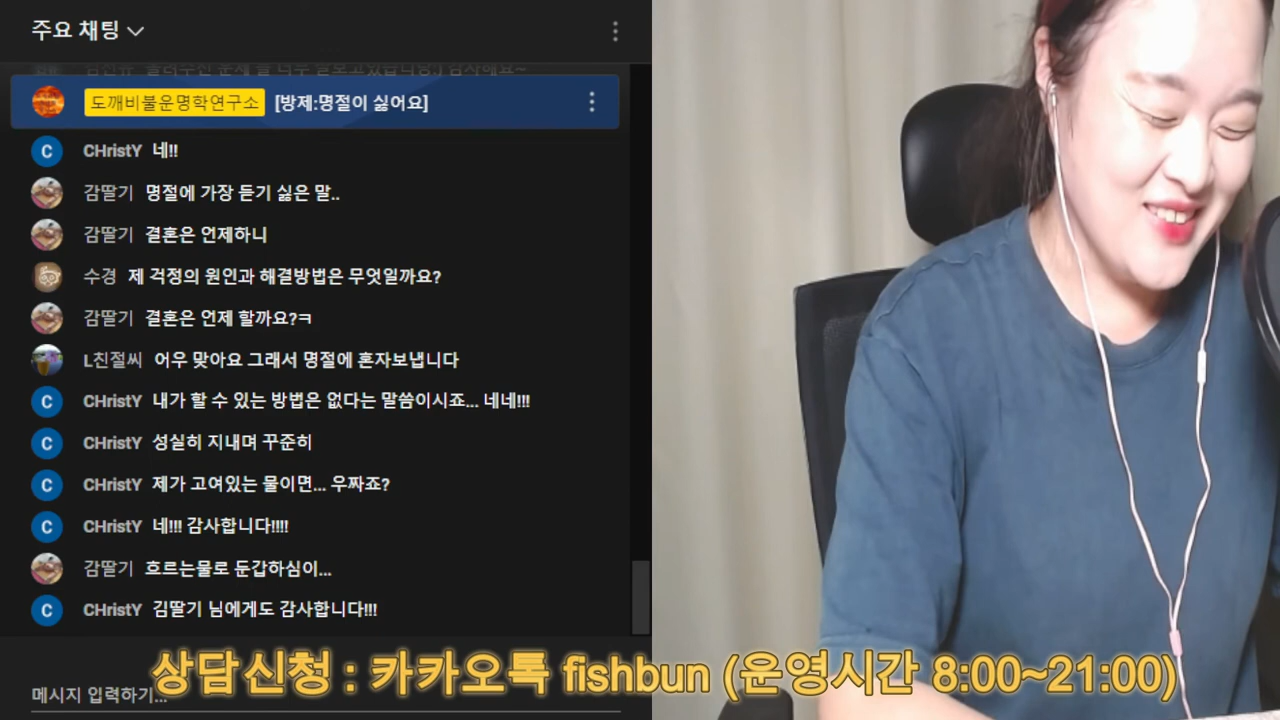 주요 채팅
도깨비불운명학연구소 [방제:명절이 싫어요]
C CHristY 네!!
감딸기 명절에 가장 듣기 싫은 말..
감딸기 결혼은 언제하니
수경 제 걱정의 원인과 해결방법은 무엇일까요?
감딸기 결혼은 언제 할까요?ㅋ
L친절씨 어우 맞아요 그래서 명절에 혼자보냅니다
C CHristY 내가 할 수 있는 방법은 없다는 말씀이시죠... 네네!!!
C CHristY 성실히 지내며 꾸준히
C CHristY 제가 고여있는 물이면... 우짜죠?
C CHristY 네!!! 감사합니다!!!!
감딸기 흐르는물로 둔갑하심이...
C CHristY 김딸기 님에게도 감사합니다!!!
상담신청 : 카카오톡 fishbun (운영시간 8:00~21:00)
메시지 입력하기...